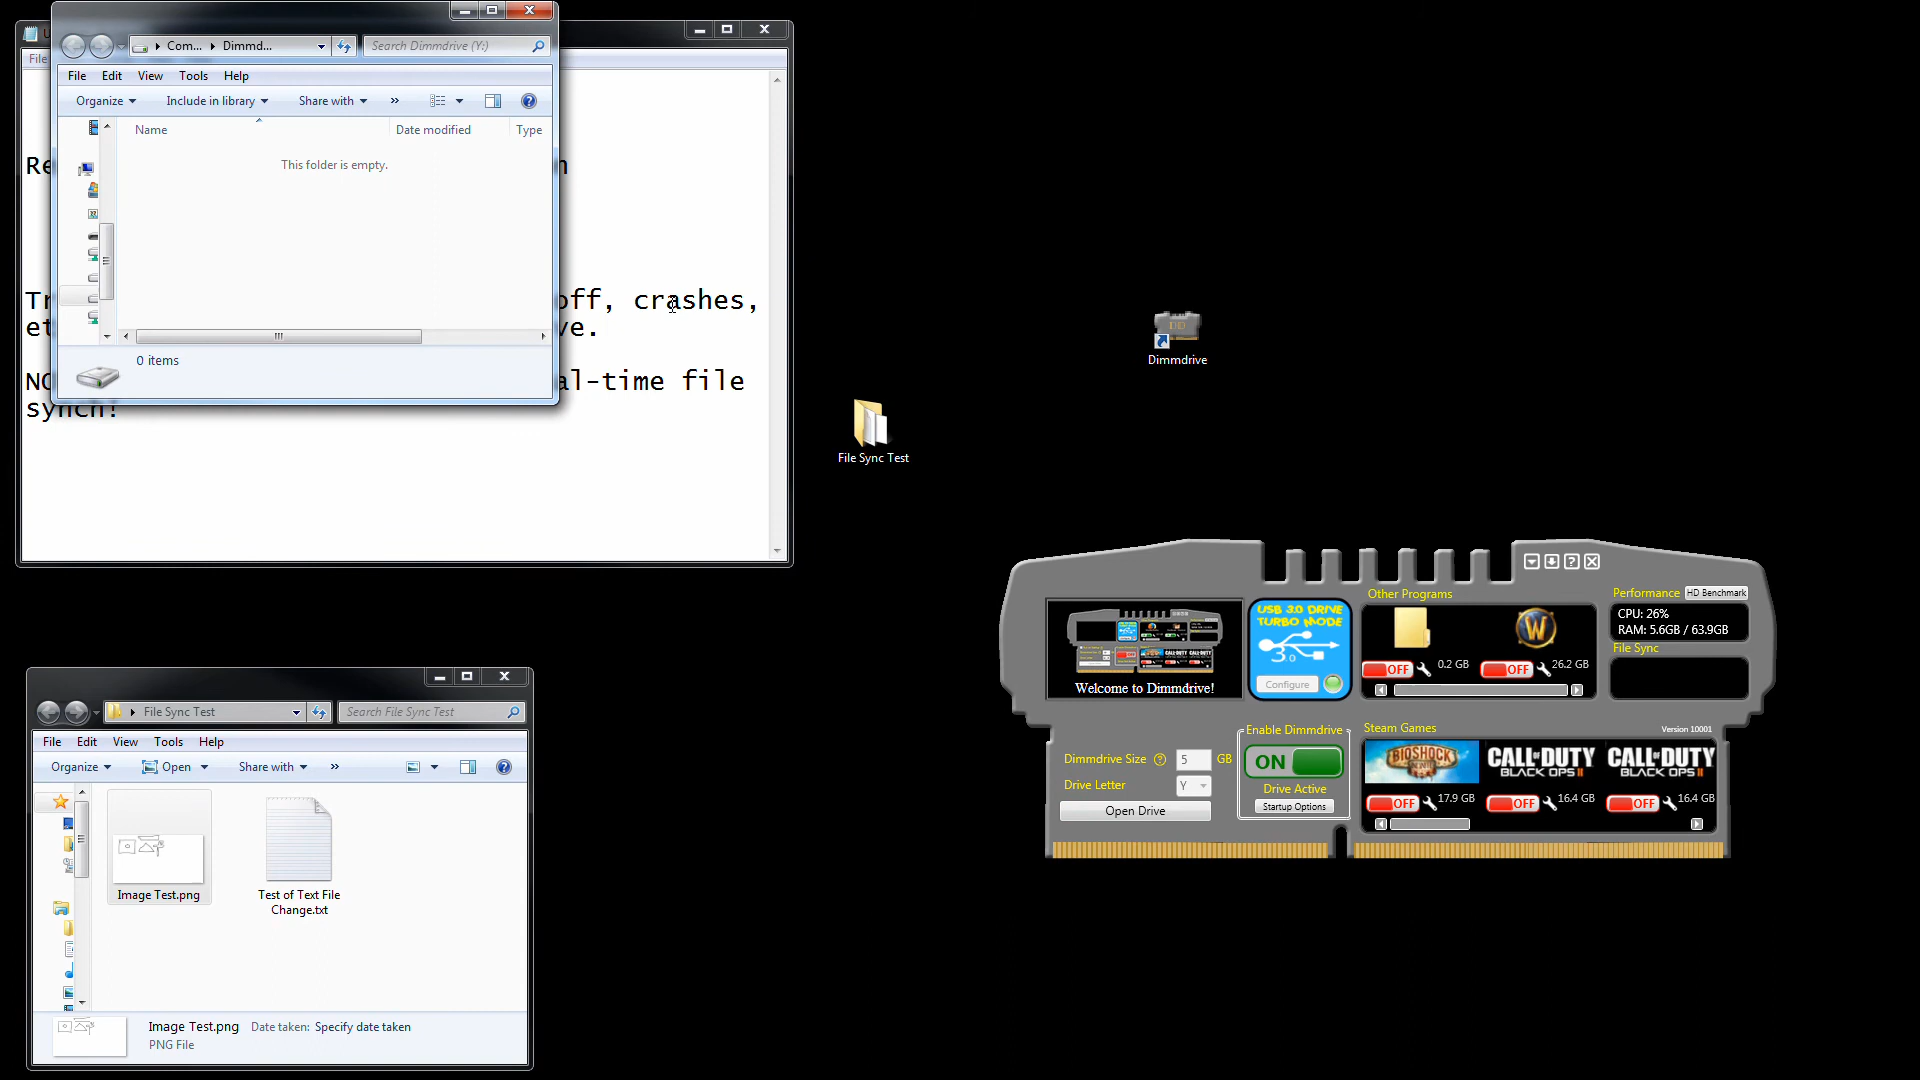 Com...
Dimmd...
Search Dimmdrive (Y:)
File Edit View Tools Help
Organize Include in library Share with »
Name Date modified Type
This folder is empty.
0 items
File
off, crashes,
ve.
al-time file
synch!
Dimmdrive
File Sync Test
File Sync Test
Search File Sync Test
File Edit View Tools Help
Organize Open Share with »
Image Test.png
Test of Text File
Change.txt
Image Test.png Date taken: Specify date taken
PNG File
Welcome to Dimmdrive!
USB 3.0 DRIVE
TURBO MODE
3.0
Configure
Other Programs
OFF 0.2 GB
OFF 26.2 GB
Performance HD Benchmark
CPU: 26%
RAM: 5.6GB / 63.9GB
File Sync
Dimmdrive Size ? 5 GB
Drive Letter Y
Open Drive
Enable Dimmdrive
ON
Drive Active
Startup Options
Steam Games
Version 10001
BIOSHOCK
CALL OF DUTY
BLACK OPS II
CALL OF DUTY
BLACK OPS II
OFF 17.9 GB
OFF 16.4 GB
OFF 16.4 GB